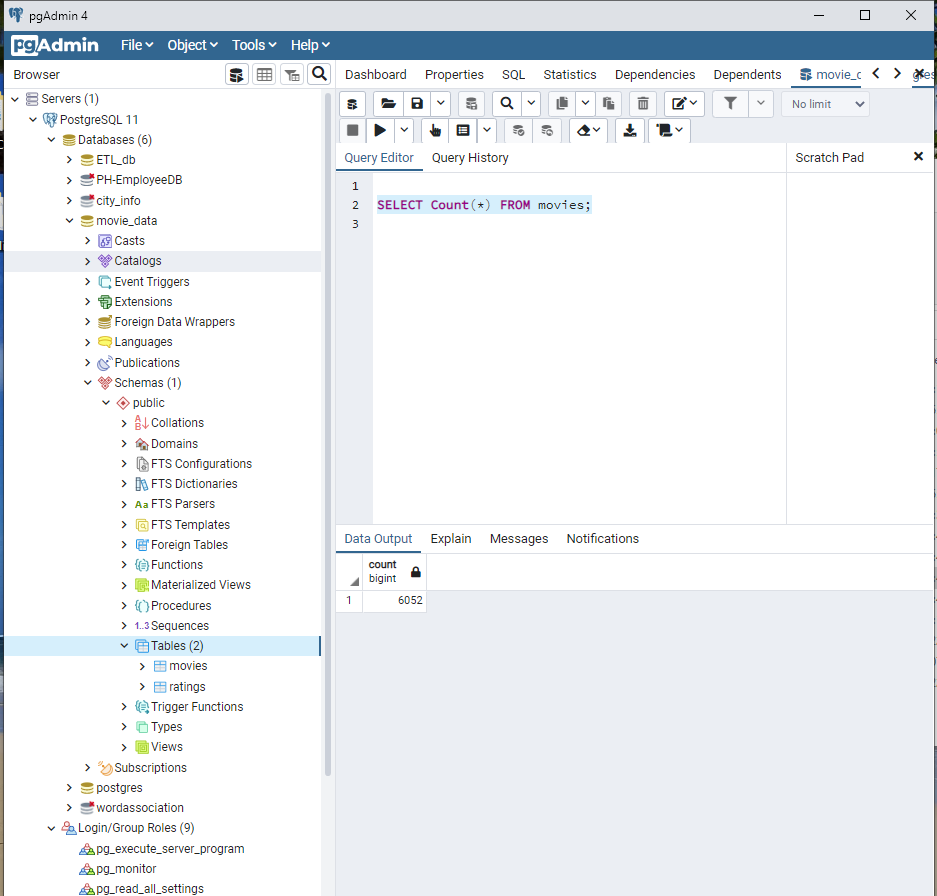 pgAdmin 4
pgAdmin File Object Tools Help
Browser
Dashboard Properties SQL Statistics Dependencies Dependents movie_c
Servers (1)
PostgreSQL 11
Databases (6)
ETL_db
PH-EmployeeDB
city_info
movie_data
Casts
Catalogs
Event Triggers
Extensions
Foreign Data Wrappers
Languages
Publications
Schemas (1)
public
Collations
Domains
FTS Configurations
FTS Dictionaries
Aa FTS Parsers
FTS Templates
Foreign Tables
Functions
Materialized Views
Procedures
1..3 Sequences
Tables (2)
movies
ratings
Trigger Functions
Types
Views
Subscriptions
postgres
wordassociation
Login/Group Roles (9)
pg_execute_server_program
pg_monitor
pg_read_all_settings
No limit
Query Editor Query History
Scratch Pad
1
2 SELECT Count(*) FROM movies;
3
Data Output Explain Messages Notifications
count
bigint
1 6052